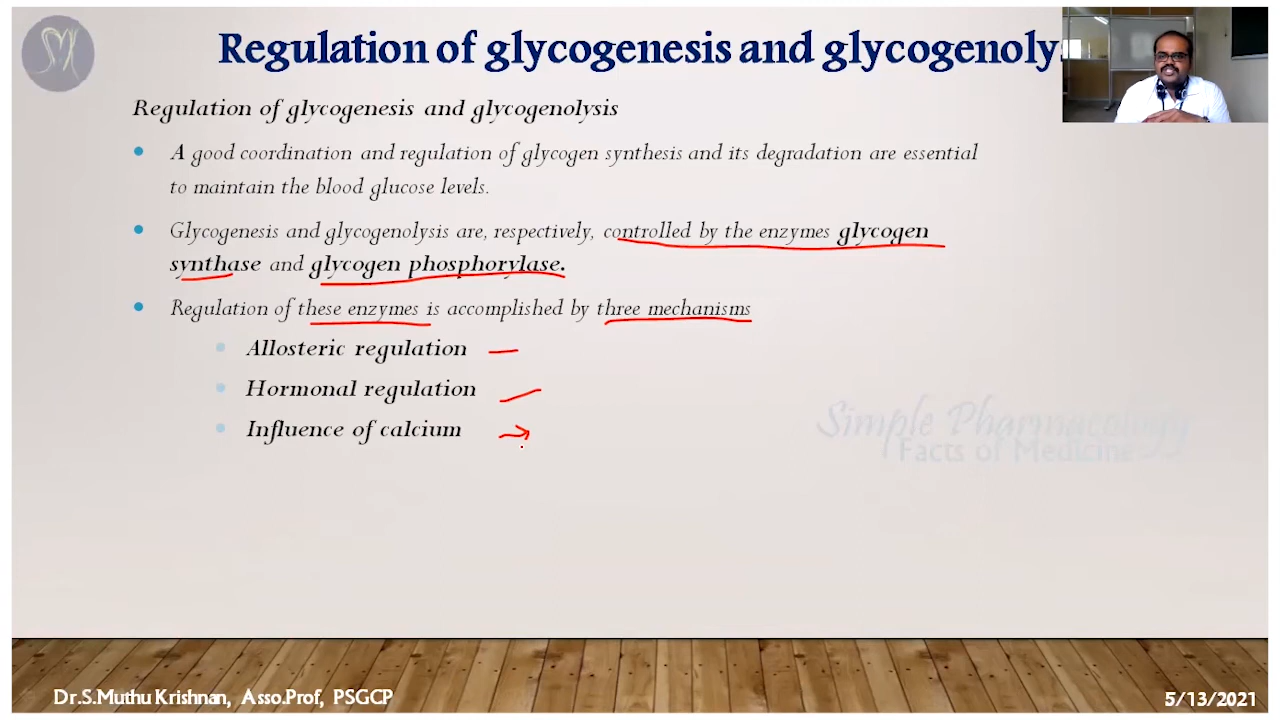 SM
Regulation of glycogenesis and glycogenolys
Regulation of glycogenesis and glycogenolysis
A good coordination and regulation of glycogen synthesis and its degradation are essential
to maintain the blood glucose levels.
Glycogenesis and glycogenolysis are, respectively, controlled by the enzymes glycogen
synthase and glycogen phosphorylase.
Regulation of these enzymes is accomplished by three mechanisms
Allosteric regulation
Hormonal regulation
Influence of calcium
Simple Pharmacology
Facts of Medicine
Dr.S.Muthu Krishnan, Asso.Prof, PSGCP
5/13/2021